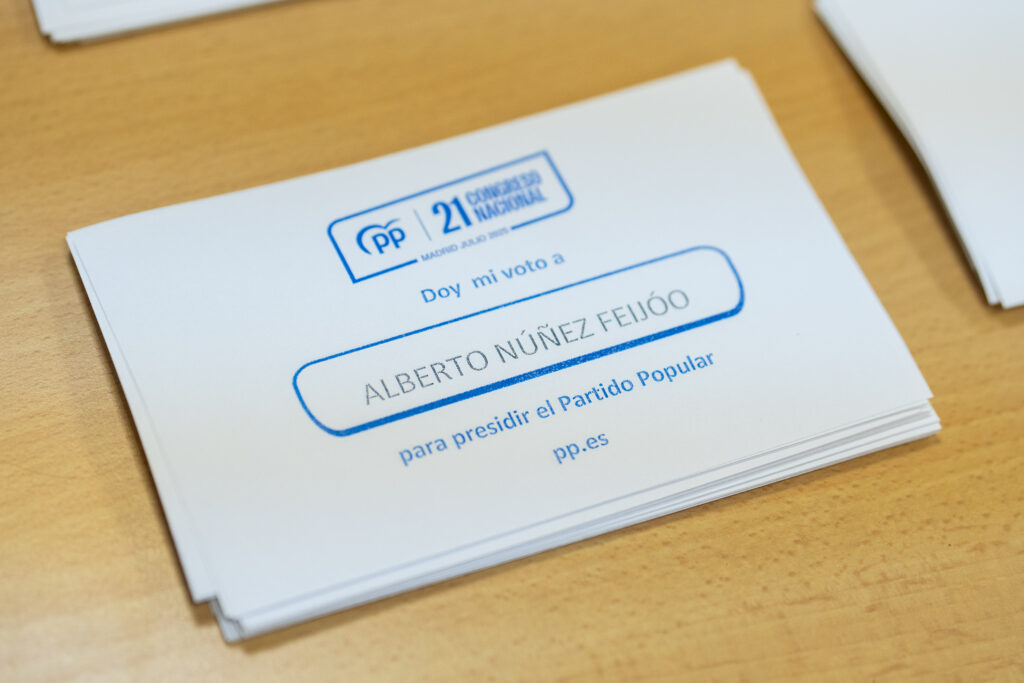 pp 21 CONGRESO
NACIONAL
MADRID JULIO 2025
Doy mi voto a
ALBERTO NÚÑEZ FEIJÓO
para presidir el Partido Popular
pp.es